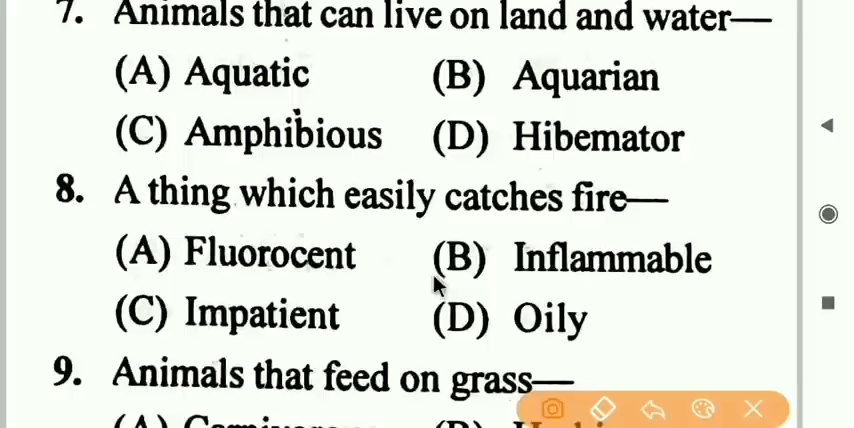 7. Animals that can live on land and water—
(A) Aquatic (B) Aquarian
(C) Amphibious (D) Hibemator
8. A thing which easily catches fire—
(A) Fluorocent (B) Inflammable
(C) Impatient (D) Oily
9. Animals that feed on grass—
(A) (B)